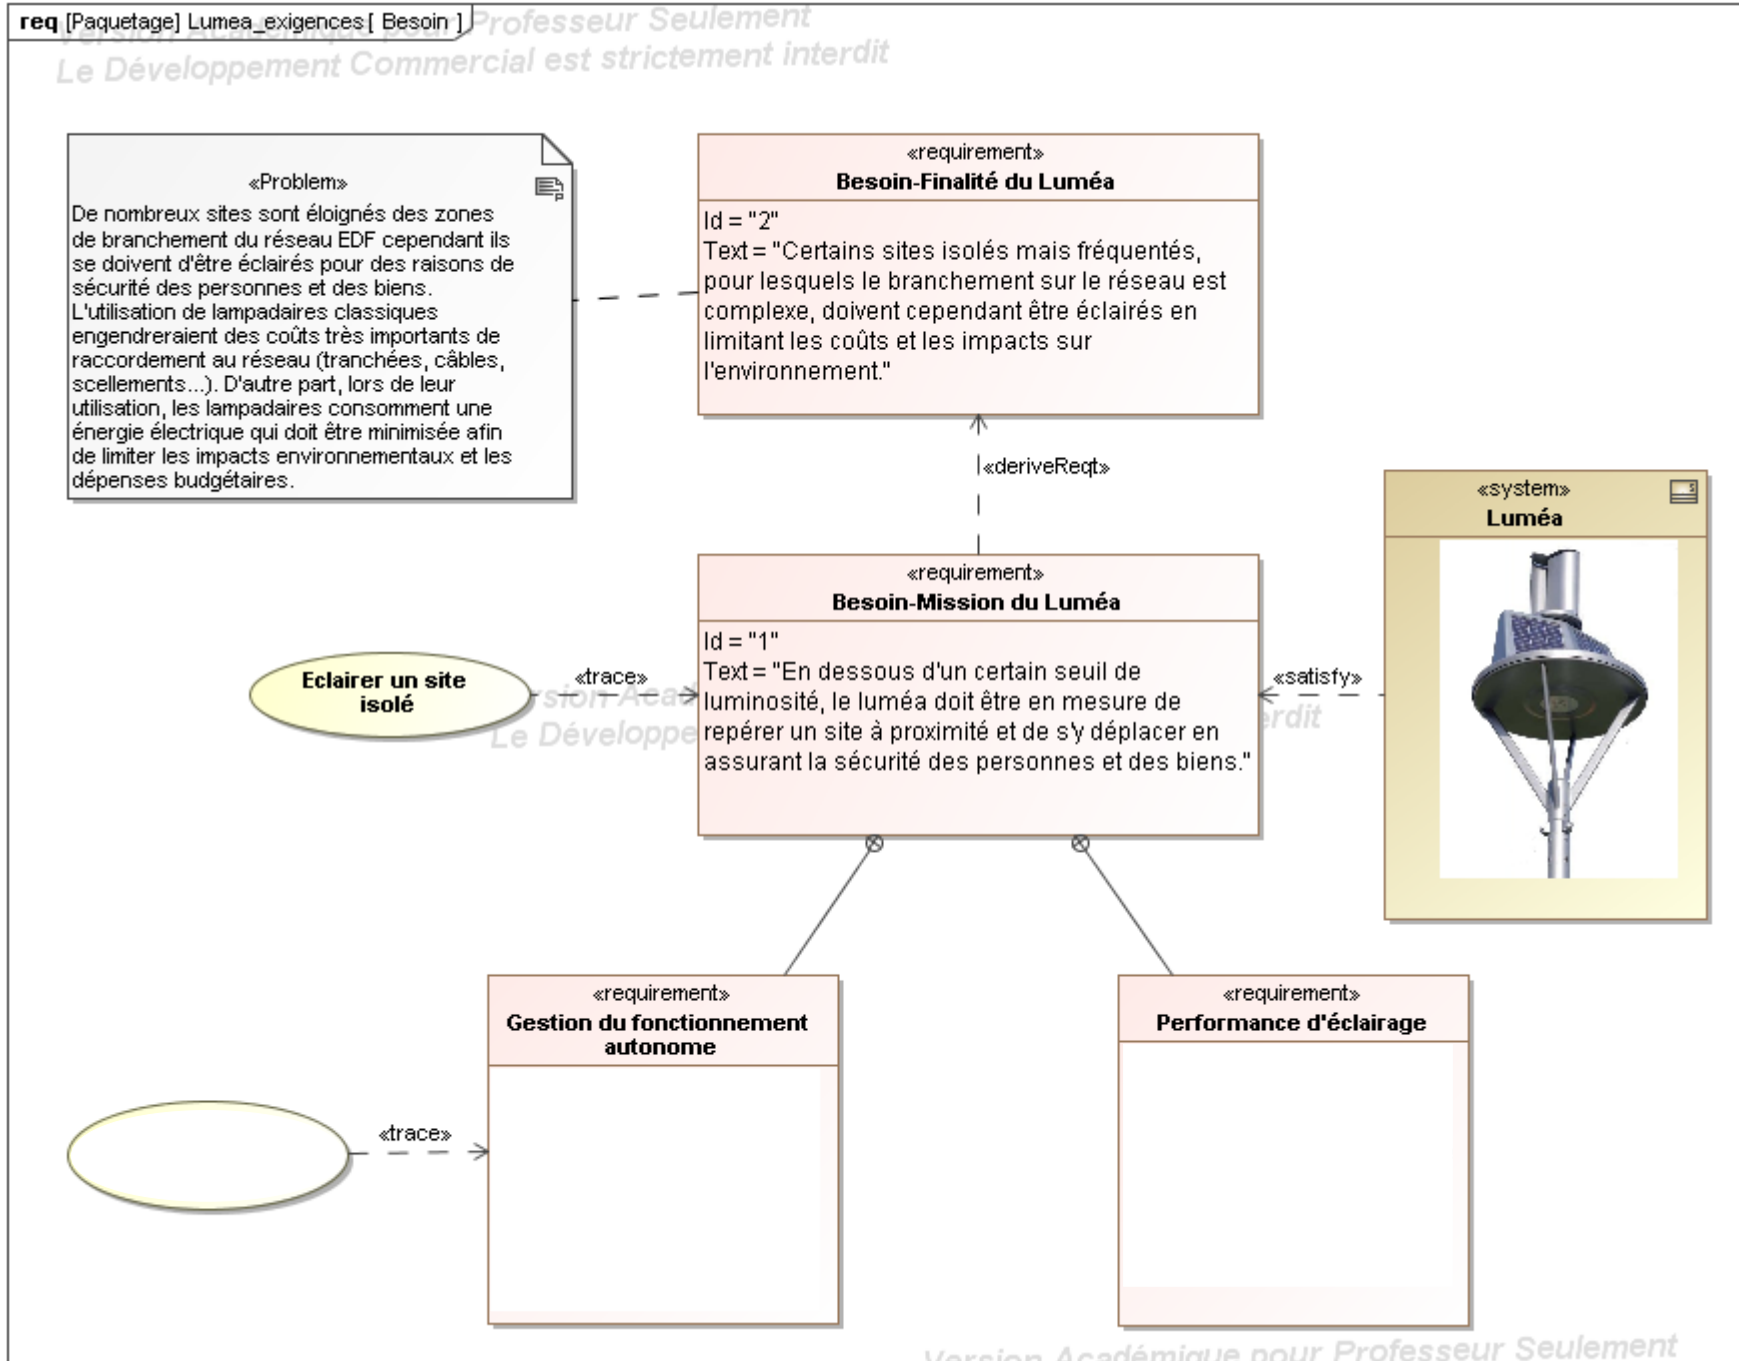 req [Paquetage] Lumea_exigences [ Besoin ]
Version Académique pour Professeur Seulement
Le Développement Commercial est strictement interdit
«Problem»
De nombreux sites sont éloignés des zones
de branchement du réseau EDF cependant ils
se doivent d'être éclairés pour des raisons de
sécurité des personnes et des biens.
L'utilisation de lampadaires classiques
engendreraient des coûts très importants de
raccordement au réseau (tranchées, câbles,
scellements...). D'autre part, lors de leur
utilisation, les lampadaires consomment une
énergie électrique qui doit être minimisée afin
de limiter les impacts environnementaux et les
dépenses budgétaires.
«requirement»
Besoin-Finalité du Luméa
Id = "2"
Text = "Certains sites isolés mais fréquentés,
pour lesquels le branchement sur le réseau est
complexe, doivent cependant être éclairés en
limitant les coûts et les impacts sur
l'environnement."
«deriveReqt»
«system»
Luméa
«requirement»
Besoin-Mission du Luméa
Id = "1"
Text = "En dessous d'un certain seuil de
luminosité, le luméa doit être en mesure de
repérer un site à proximité et de s'y déplacer en
assurant la sécurité des personnes et des biens."
Eclairer un site
isolé
«trace»
«satisfy»
rsion Aca
Le Développe
erdit
«requirement»
Gestion du fonctionnement
autonome
«requirement»
Performance d'éclairage
«trace»
Version Académique pour Professeur Seulement